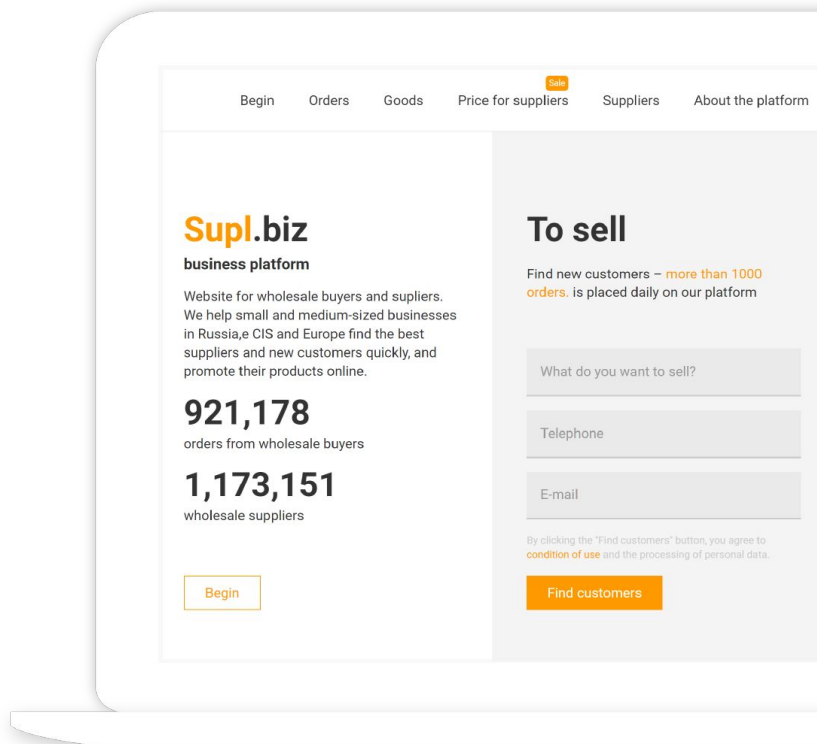 Sale
Begin Orders Goods Price for suppliers Suppliers About the platform
Supl.biz
business platform
Website for wholesale buyers and supliers.
We help small and medium-sized businesses
in Russia,e CIS and Europe find the best
suppliers and new customers quickly, and
promote their products online.
921,178
orders from wholesale buyers
1,173,151
wholesale suppliers
Begin
To sell
Find new customers – more than 1000
orders. is placed daily on our platform
What do you want to sell?
Telephone
E-mail
By clicking the "Find customers" button, you agree to
condition of use and the processing of personal data.
Find customers